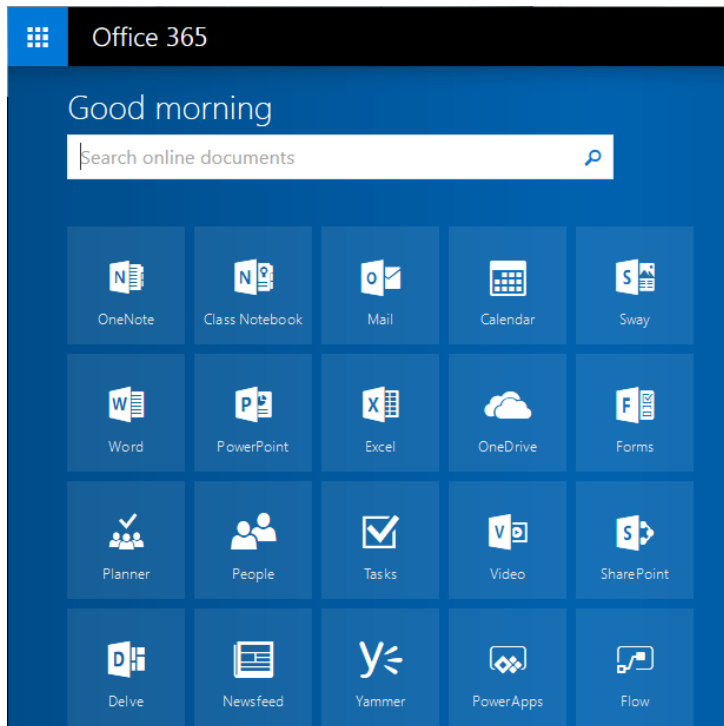 Office 365
Good morning
Search online documents
OneNote Class Notebook Mail Calendar Sway
Word PowerPoint Excel OneDrive Forms
Planner People Tasks Video SharePoint
Delve Newsfeed Yammer PowerApps Flow